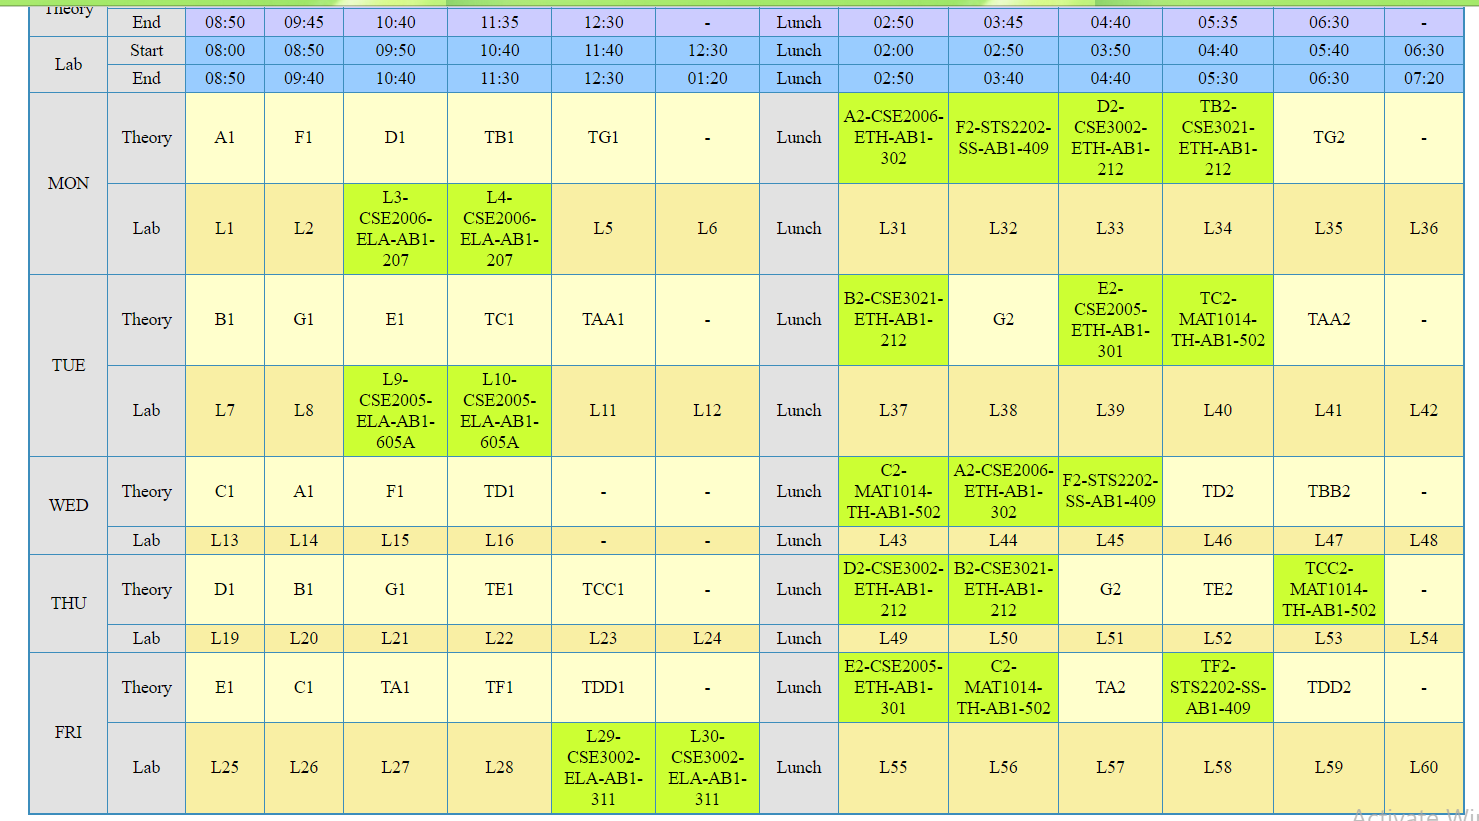 Theory
End 08:50 09:45 10:40 11:35 12:30 - Lunch 02:50 03:45 04:40 05:35 06:30 -
Lab
Start 08:00 08:50 09:50 10:40 11:40 12:30 Lunch 02:00 02:50 03:50 04:40 05:40 06:30
End 08:50 09:40 10:40 11:30 12:30 01:20 Lunch 02:50 03:40 04:40 05:30 06:30 07:20
MON
Theory A1 F1 D1 TB1 TG1 - Lunch
A2-CSE2006-
ETH-AB1-
302
F2-STS2202-
SS-AB1-409
D2-
CSE3002-
ETH-AB1-
212
TB2-
CSE3021-
ETH-AB1-
212
TG2 -
Lab L1 L2
L3-
CSE2006-
ELA-AB1-
207
L4-
CSE2006-
ELA-AB1-
207
L5 L6 Lunch L31 L32 L33 L34 L35 L36
TUE
Theory B1 G1 E1 TC1 TAA1 - Lunch
B2-CSE3021-
ETH-AB1-
212
G2
E2-
CSE2005-
ETH-AB1-
301
TC2-
MAT1014-
TH-AB1-502
TAA2 -
Lab L7 L8
L9-
CSE2005-
ELA-AB1-
605A
L10-
CSE2005-
ELA-AB1-
605A
L11 L12 Lunch L37 L38 L39 L40 L41 L42
WED
Theory C1 A1 F1 TD1 - - Lunch
C2-
MAT1014-
TH-AB1-502
A2-CSE2006-
ETH-AB1-
302
F2-STS2202-
SS-AB1-409
TD2 TBB2 -
Lab L13 L14 L15 L16 - - Lunch L43 L44 L45 L46 L47 L48
THU
Theory D1 B1 G1 TE1 TCC1 - Lunch
D2-CSE3002-
ETH-AB1-
212
B2-CSE3021-
ETH-AB1-
212
G2 TE2
TCC2-
MAT1014-
TH-AB1-502
-
Lab L19 L20 L21 L22 L23 L24 Lunch L49 L50 L51 L52 L53 L54
FRI
Theory E1 C1 TA1 TF1 TDD1 - Lunch
E2-CSE2005-
ETH-AB1-
301
C2-
MAT1014-
TH-AB1-502
TA2
TF2-
STS2202-SS-
AB1-409
TDD2 -
Lab L25 L26 L27 L28
L29-
CSE3002-
ELA-AB1-
311
L30-
CSE3002-
ELA-AB1-
311
Lunch L55 L56 L57 L58 L59 L60
Activate